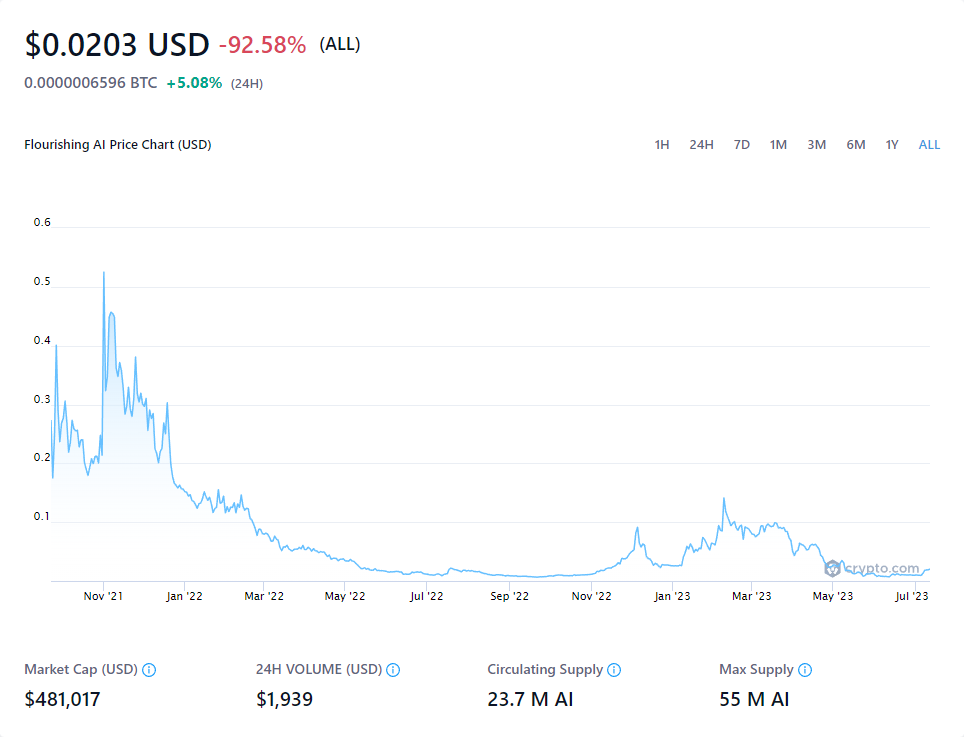 $0.0203 USD -92.58% (ALL)
0.0000006596 BTC +5.08% (24H)
Flourishing AI Price Chart (USD) 1H 24H 7D 1M 3M 6M 1Y ALL
0.6
0.5
0.4
0.3
0.2
0.1
crypto.com
Nov '21 Jan '22 Mar '22 May '22 Jul '22 Sep '22 Nov '22 Jan '23 Mar '23 May '23 Jul '23
Market Cap (USD) 24H VOLUME (USD) Circulating Supply Max Supply
$481,017 $1,939 23.7 M AI 55 M AI